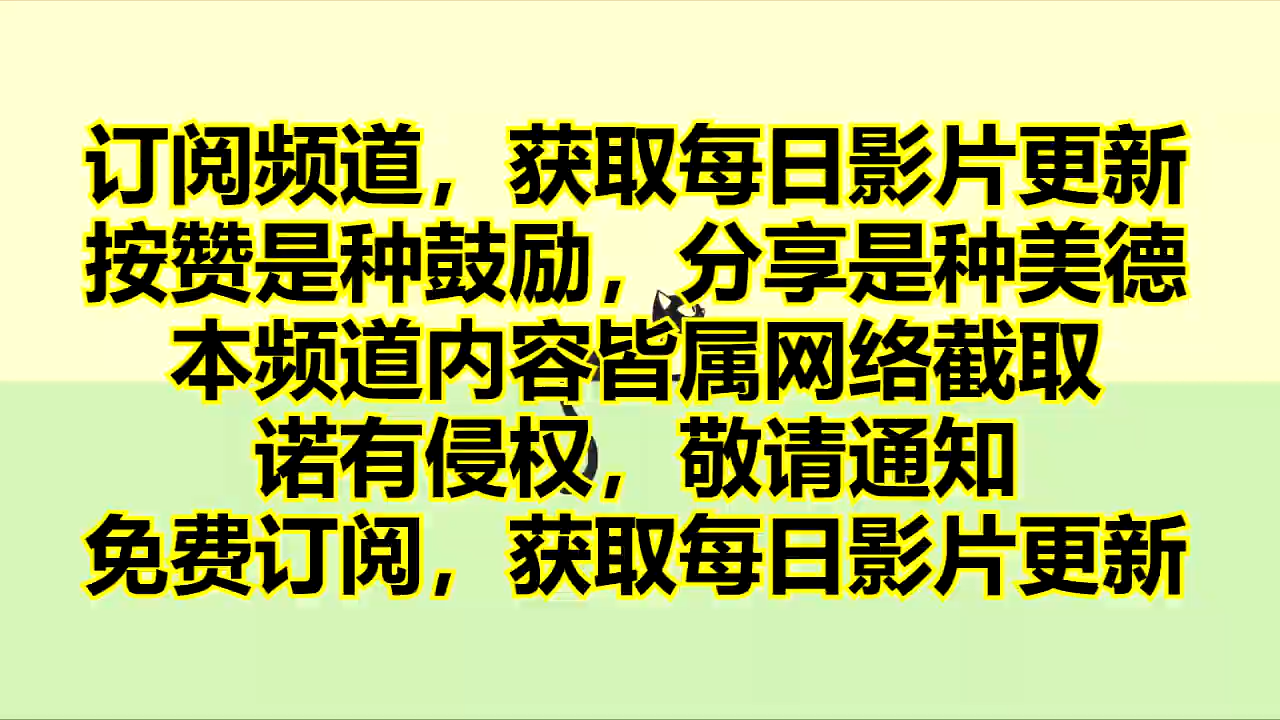 订阅频道，获取每日影片更新
按赞是种鼓励，分享是种美德
本频道内容皆属网络截取
诺有侵权，敬请通知
免费订阅，获取每日影片更新